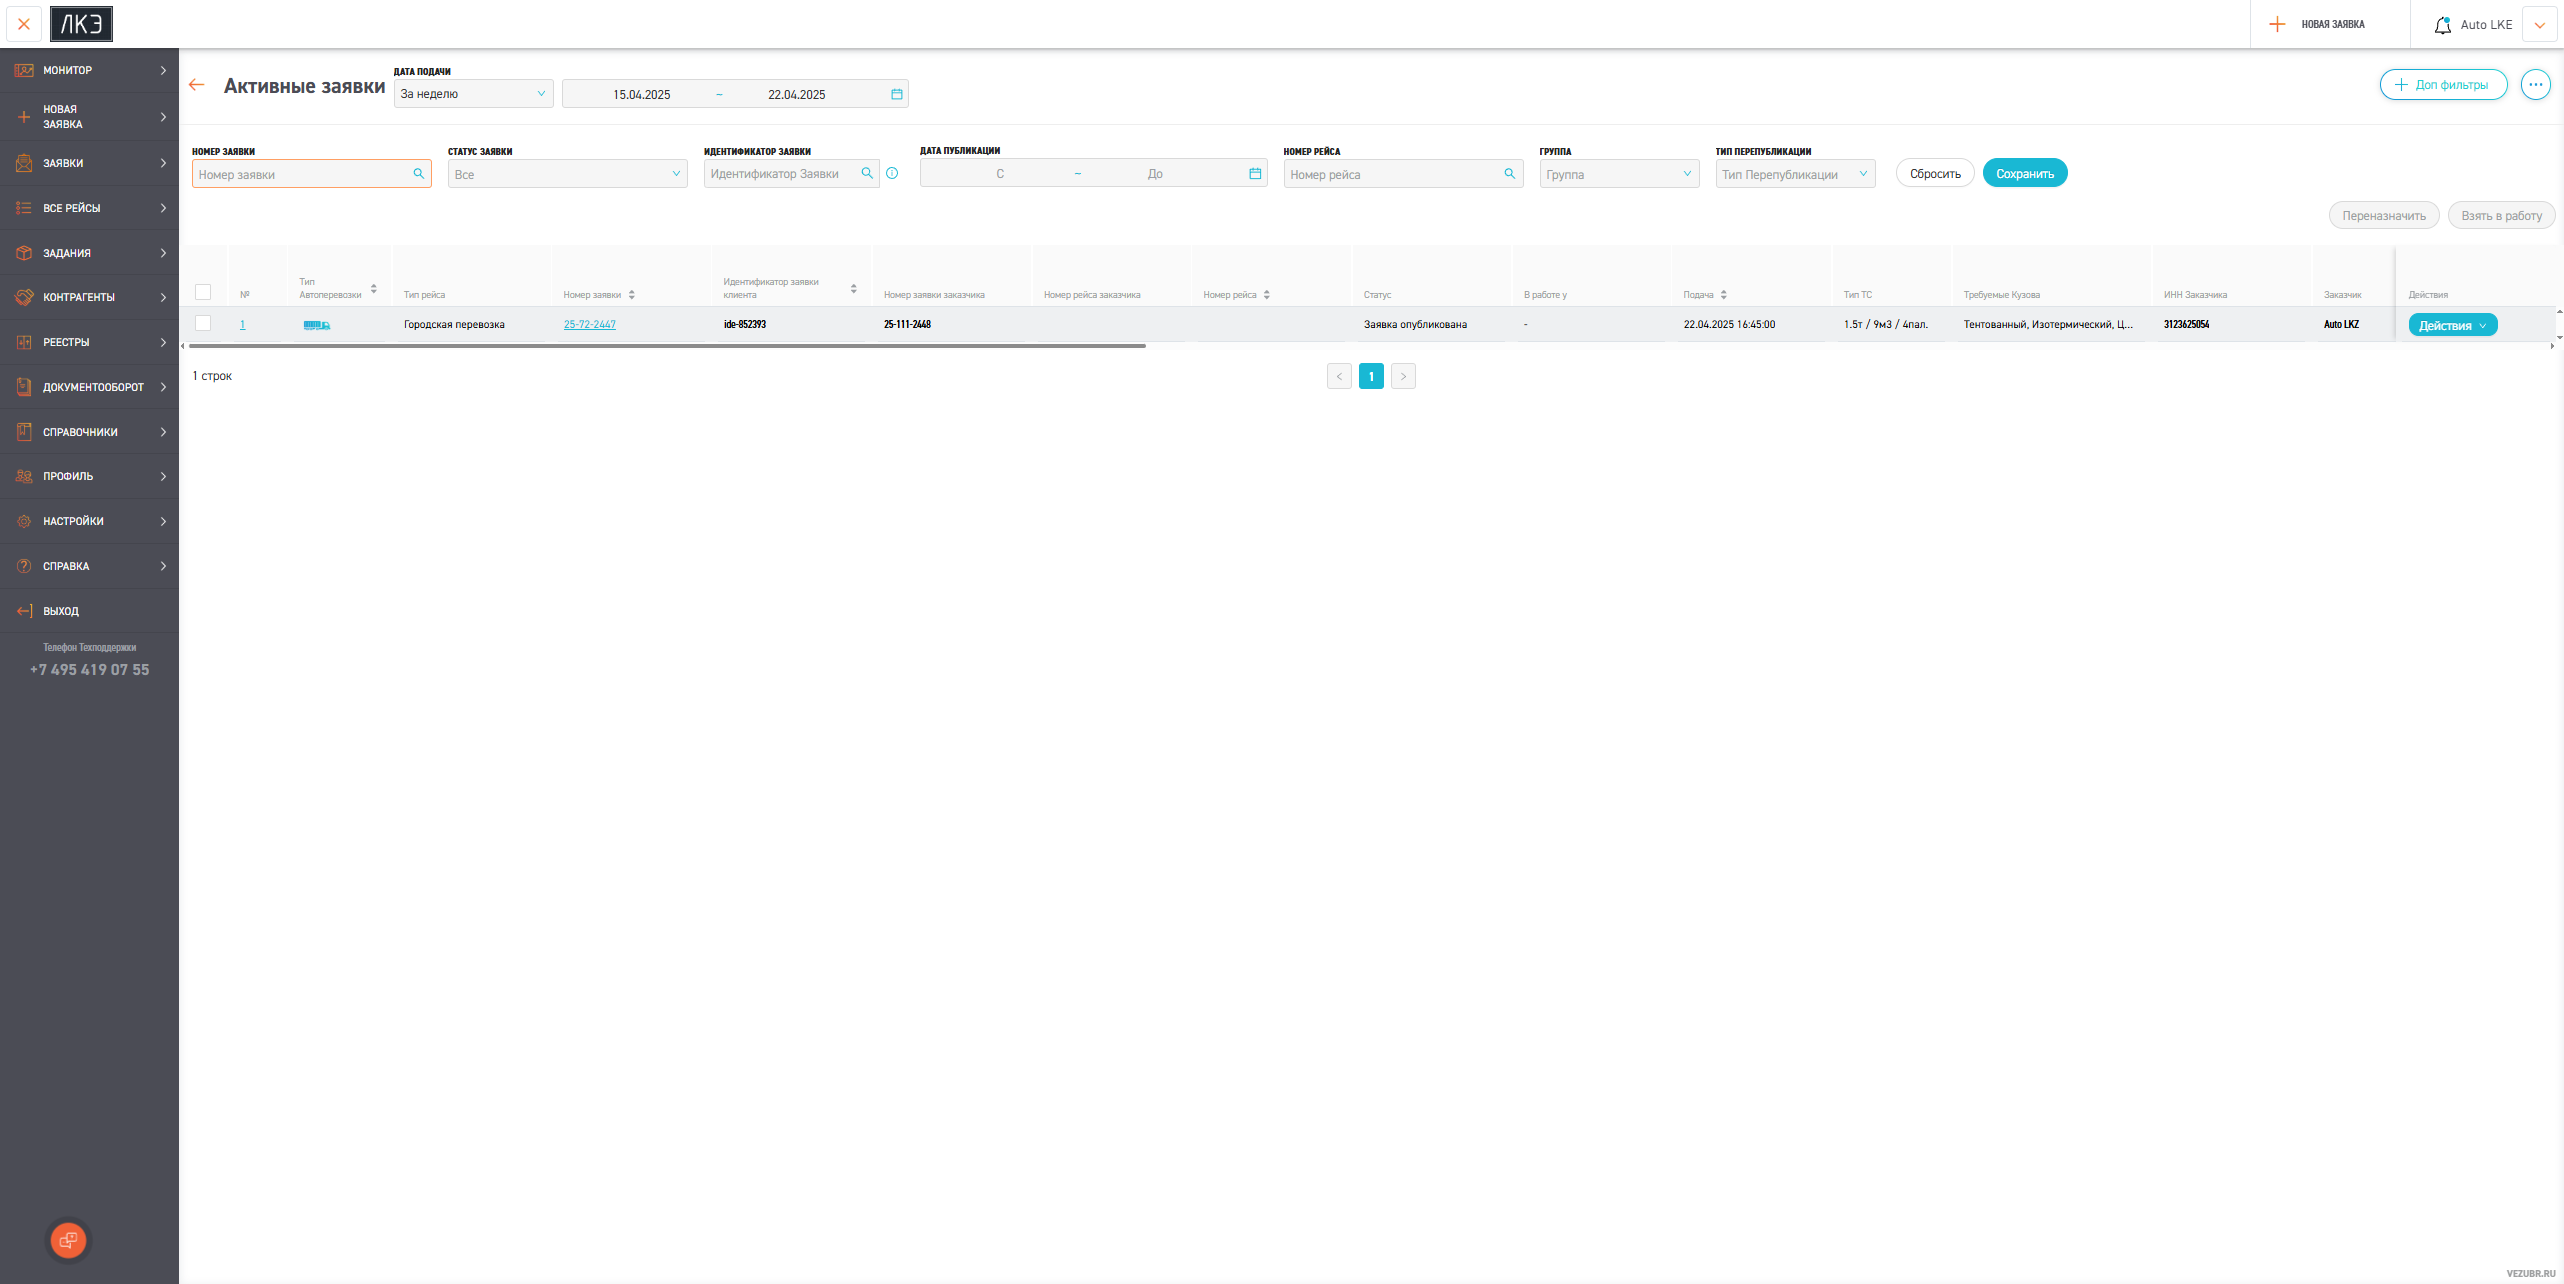 ЛКЭ
НОВАЯ ЗАЯВКА
Auto LKE
МОНИТОР
НОВАЯ
ЗАЯВКА
ЗАЯВКИ
ВСЕ РЕЙСЫ
ЗАДАНИЯ
КОНТРАГЕНТЫ
РЕЕСТРЫ
ДОКУМЕНТООБОРОТ
СПРАВОЧНИКИ
ПРОФИЛЬ
НАСТРОЙКИ
СПРАВКА
ВЫХОД
Телефон Техподдержки
+7 495 419 07 55
Активные заявки
ДАТА ПОДАЧИ
За неделю
15.04.2025 ~ 22.04.2025
Доп фильтры
НОМЕР ЗАЯВКИ
Номер заявки
СТАТУС ЗАЯВКИ
Все
ИДЕНТИФИКАТОР ЗАЯВКИ
Идентификатор Заявки
ДАТА ПУБЛИКАЦИИ
С ~ До
НОМЕР РЕЙСА
Номер рейса
ГРУППА
Группа
ТИП ПЕРЕПУБЛИКАЦИИ
Тип Перепубликации
Сбросить
Сохранить
Переназначить
Взять в работу
№
Тип
Автоперевозки
Тип рейса
Номер заявки
Идентификатор заявки
клиента
Номер заявки заказчика
Номер рейса заказчика
Номер рейса
Статус
В работе у
Подача
Тип ТС
Требуемые Кузова
ИНН Заказчика
Заказчик
Действия
1 Городская перевозка 25-72-2447 ide-852393 25-111-2448 Заявка опубликована - 22.04.2025 16:45:00 1.5т / 9м3 / 4пал. Тентованный, Изотермический, Ц... 3123625054 Auto LKZ Действия
1 строк
< 1 >
VEZUBR.RU